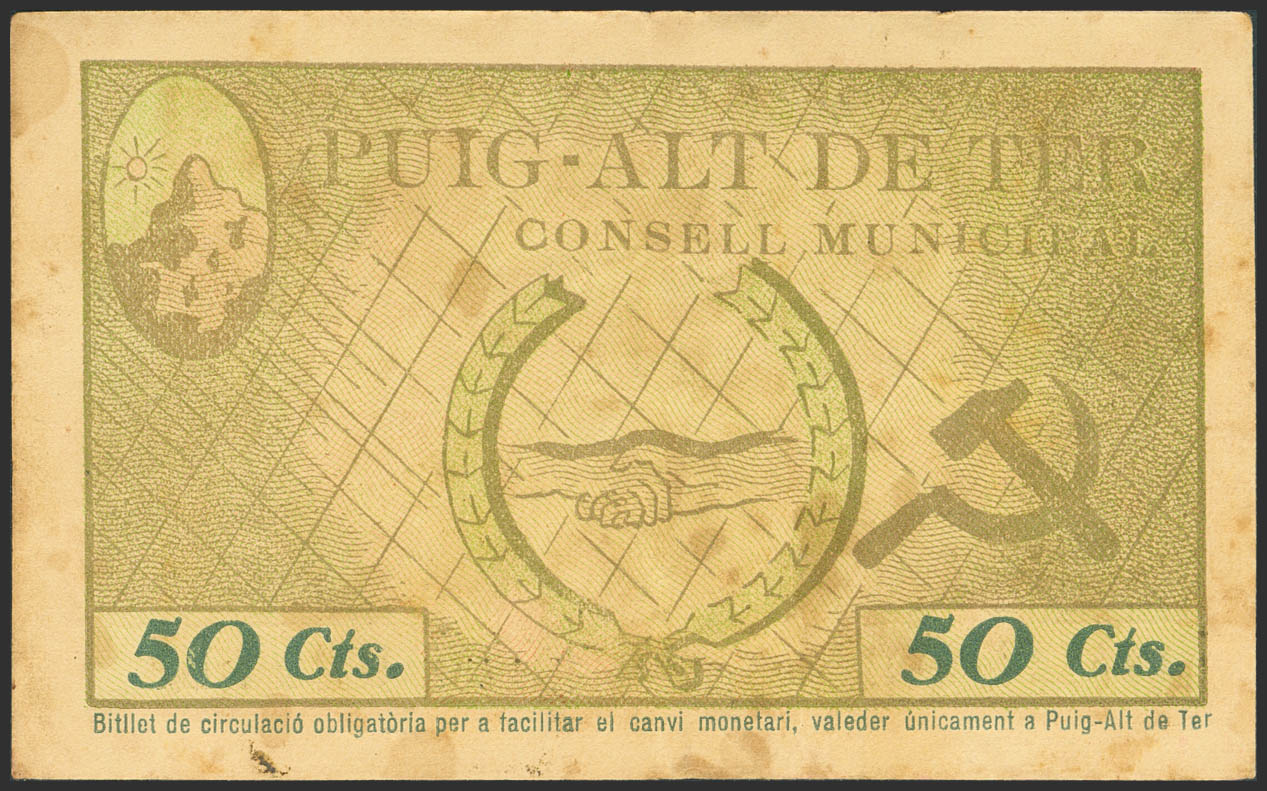 PUIG-ALT DE TER
CONSELL MUNICIPAL
50 Cts.
50 Cts.
Bitllet de circulació obligatòria per a facilitar el canvi monetari, valeder únicament a Puig-Alt de Ter